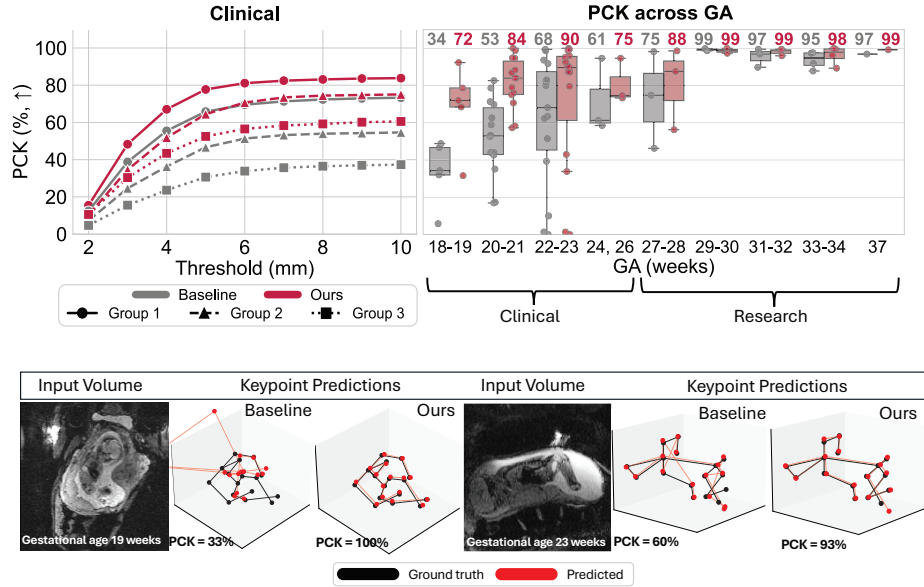 Clinical
PCK (%, ↑)
100
80
60
40
20
0
2 4 6 8 10
Threshold (mm)
Baseline Ours
Group 1 Group 2 Group 3
PCK across GA
34 72 53 84 68 90 61 75 75 88 99 99 97 99 95 98 97 99
18-19 20-21 22-23 24, 26 27-28 29-30 31-32 33-34 37
GA (weeks)
Clinical Research
Input Volume Keypoint Predictions Input Volume Keypoint Predictions
Baseline Ours Baseline Ours
Gestational age 19 weeks PCK = 33% PCK = 100% Gestational age 23 weeks PCK = 60% PCK = 93%
Ground truth Predicted